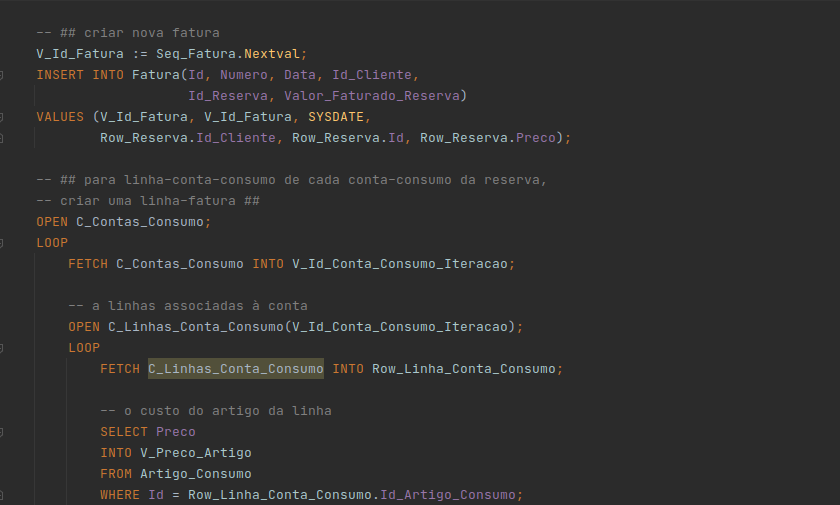 -- ## criar nova fatura
V_Id_Fatura := Seq_Fatura.Nextval;
INSERT INTO Fatura(Id, Numero, Data, Id_Cliente,
Id_Reserva, Valor_Faturado_Reserva)
VALUES (V_Id_Fatura, V_Id_Fatura, SYSDATE,
Row_Reserva.Id_Cliente, Row_Reserva.Id, Row_Reserva.Preco);
-- ## para linha-conta-consumo de cada conta-consumo da reserva,
-- criar uma linha-fatura ##
OPEN C_Contas_Consumo;
LOOP
FETCH C_Contas_Consumo INTO V_Id_Conta_Consumo_Iteracao;
-- a linhas associadas à conta
OPEN C_Linhas_Conta_Consumo(V_Id_Conta_Consumo_Iteracao);
LOOP
FETCH C_Linhas_Conta_Consumo INTO Row_Linha_Conta_Consumo;
-- o custo do artigo da linha
SELECT Preco
INTO V_Preco_Artigo
FROM Artigo_Consumo
WHERE Id = Row_Linha_Conta_Consumo.Id_Artigo_Consumo;